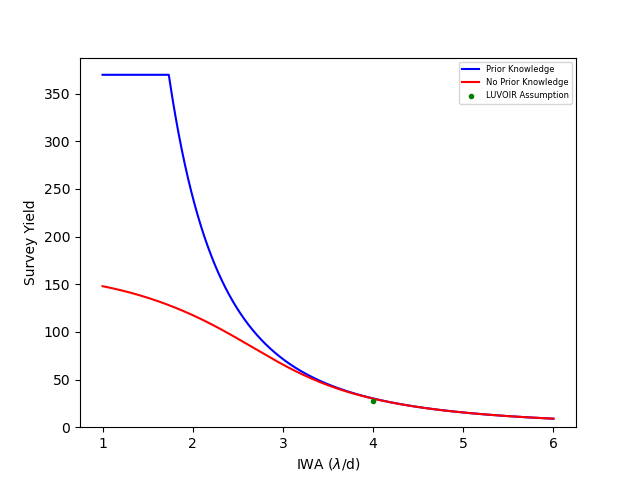 Prior Knowledge
No Prior Knowledge
LUVOIR Assumption
350
300
250
200
150
100
50
0
Survey Yield
1 2 3 4 5 6
IWA (λ/d)